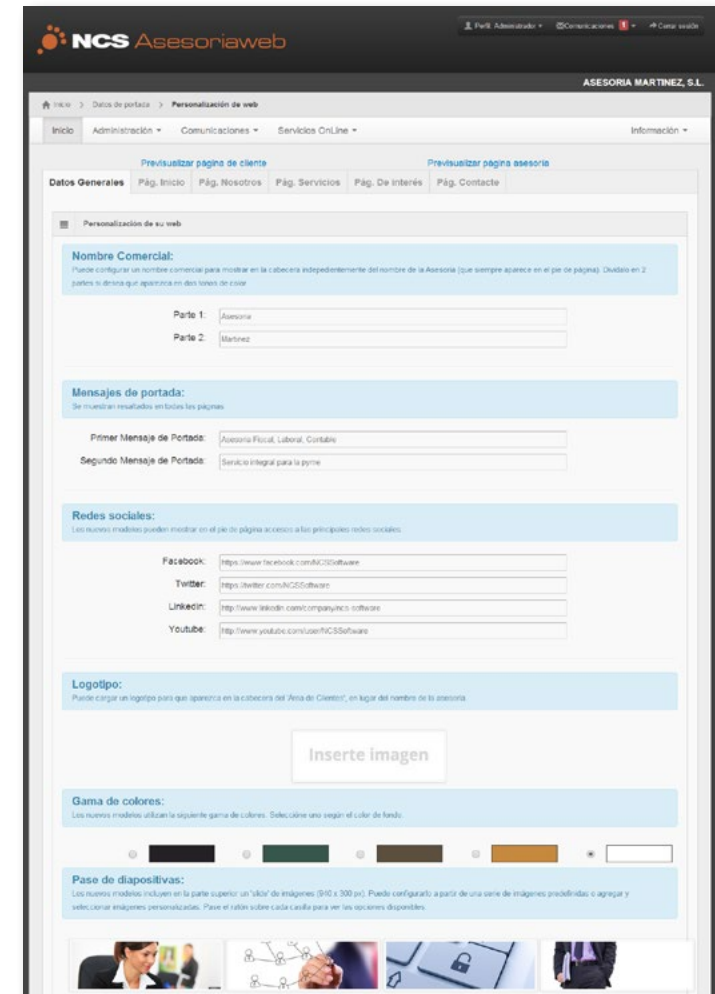 Perfil: Administrador
Comunicaciones 1
Cerrar sesión
NCS Asesoriaweb
ASESORIA MARTINEZ, S.L.
Inicio > Datos de portada > Personalización de web
Inicio Administración Comunicaciones Servicios OnLine Información
Previsualizar página de cliente Previsualizar página asesoría
Datos Generales Pág. Inicio Pág. Nosotros Pág. Servicios Pág. De interés Pág. Contacte
Personalización de su web
Nombre Comercial:
Puede configurar un nombre comercial para mostrar en la cabecera indepedientemente del nombre de la Asesoría (que siempre aparece en el pie de página). Divídalo en 2
partes si desea que aparezca en dos tonos de color
Parte 1: Asesoria
Parte 2: Martinez
Mensajes de portada:
Se muestran resaltados en todas las páginas
Primer Mensaje de Portada: Asesoria Fiscal, Laboral, Contable
Segundo Mensaje de Portada: Servicio integral para la pyme
Redes sociales:
Los nuevos modelos pueden mostrar en el pie de página accesos a las principales redes sociales.
Facebook: https://www.facebook.com/NCSSoftware
Twitter: https://twitter.com/NCSSoftware
Linkedin: http://www.linkedin.com/company/ncs-software
Youtube: http://www.youtube.com/user/NCSSoftware
Logotipo:
Puede cargar un logotipo para que aparezca en la cabecera del 'Área de Clientes', en lugar del nombre de la asesoría.
Inserte imagen
Gama de colores:
Los nuevos modelos utilizan la siguiente gama de colores. Seleccióne uno según el color de fondo.
Pase de diapositivas:
Los nuevos modelos incluyen en la parte superior un 'slide' de imágenes (940 x 300 px). Puede configurarlo a partir de una serie de imágenes predefinidas o agregar y
seleccionar imágenes personalizadas. Pase el ratón sobre cada casilla para ver las opciones disponibles.